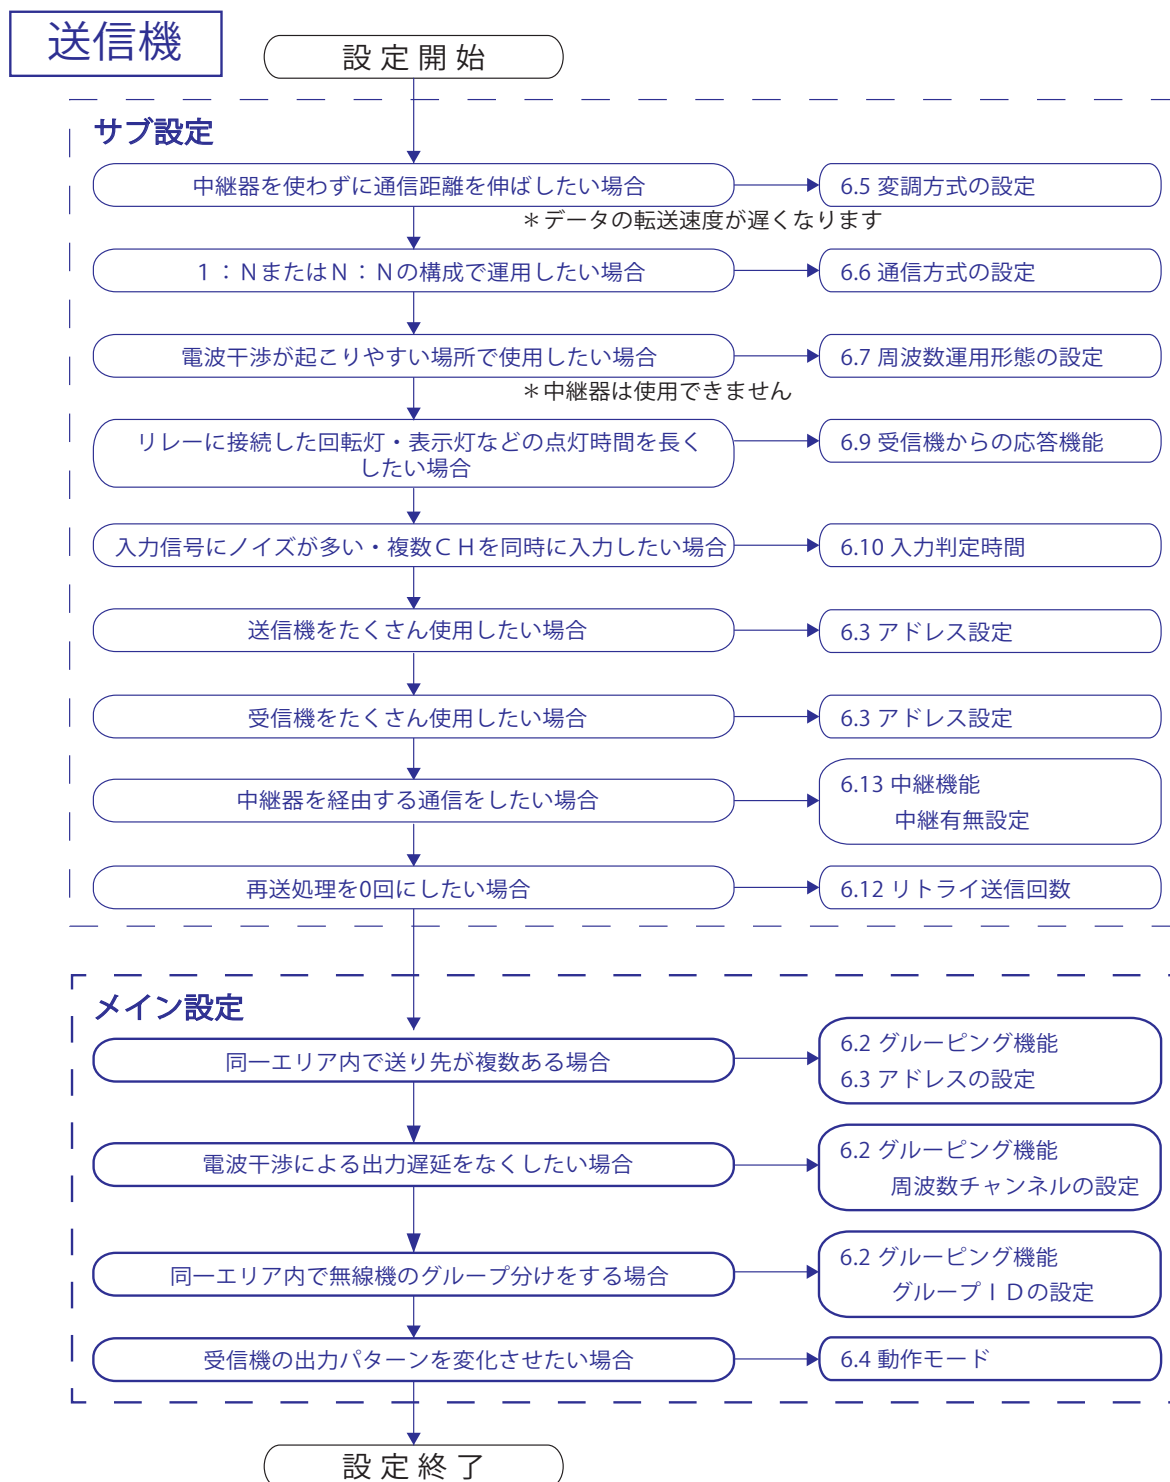 送信機
設定開始
サブ設定
中継器を使わずに通信距離を伸ばしたい場合
6.5 変調方式の設定
＊データの転送速度が遅くなります
１：ＮまたはＮ：Ｎの構成で運用したい場合
6.6 通信方式の設定
電波干渉が起こりやすい場所で使用したい場合
6.7 周波数運用形態の設定
＊中継器は使用できません
リレーに接続した回転灯・表示灯などの点灯時間を長く
したい場合
6.9 受信機からの応答機能
入力信号にノイズが多い・複数ＣＨを同時に入力したい場合
6.10 入力判定時間
送信機をたくさん使用したい場合
6.3 アドレス設定
受信機をたくさん使用したい場合
6.3 アドレス設定
中継器を経由する通信をしたい場合
6.13 中継機能
中継有無設定
再送処理を0回にしたい場合
6.12 リトライ送信回数
メイン設定
同一エリア内で送り先が複数ある場合
6.2 グルーピング機能
6.3 アドレスの設定
電波干渉による出力遅延をなくしたい場合
6.2 グルーピング機能
周波数チャンネルの設定
同一エリア内で無線機のグループ分けをする場合
6.2 グルーピング機能
グループＩＤの設定
受信機の出力パターンを変化させたい場合
6.4 動作モード
設定終了